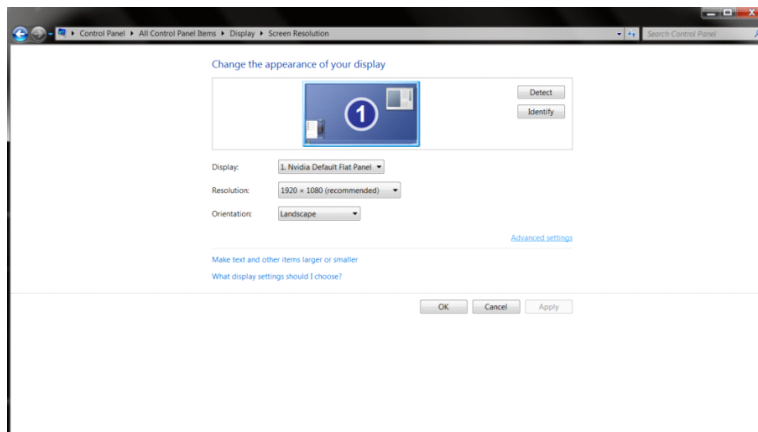 Control Panel ▸ All Control Panel Items ▸ Display ▸ Screen Resolution
Search Control Panel
Change the appearance of your display
1
Detect
Identify
Display: 1. Nvidia Default Flat Panel
Resolution: 1920 × 1080 (recommended)
Orientation: Landscape
Advanced settings
Make text and other items larger or smaller
What display settings should I choose?
OK Cancel Apply